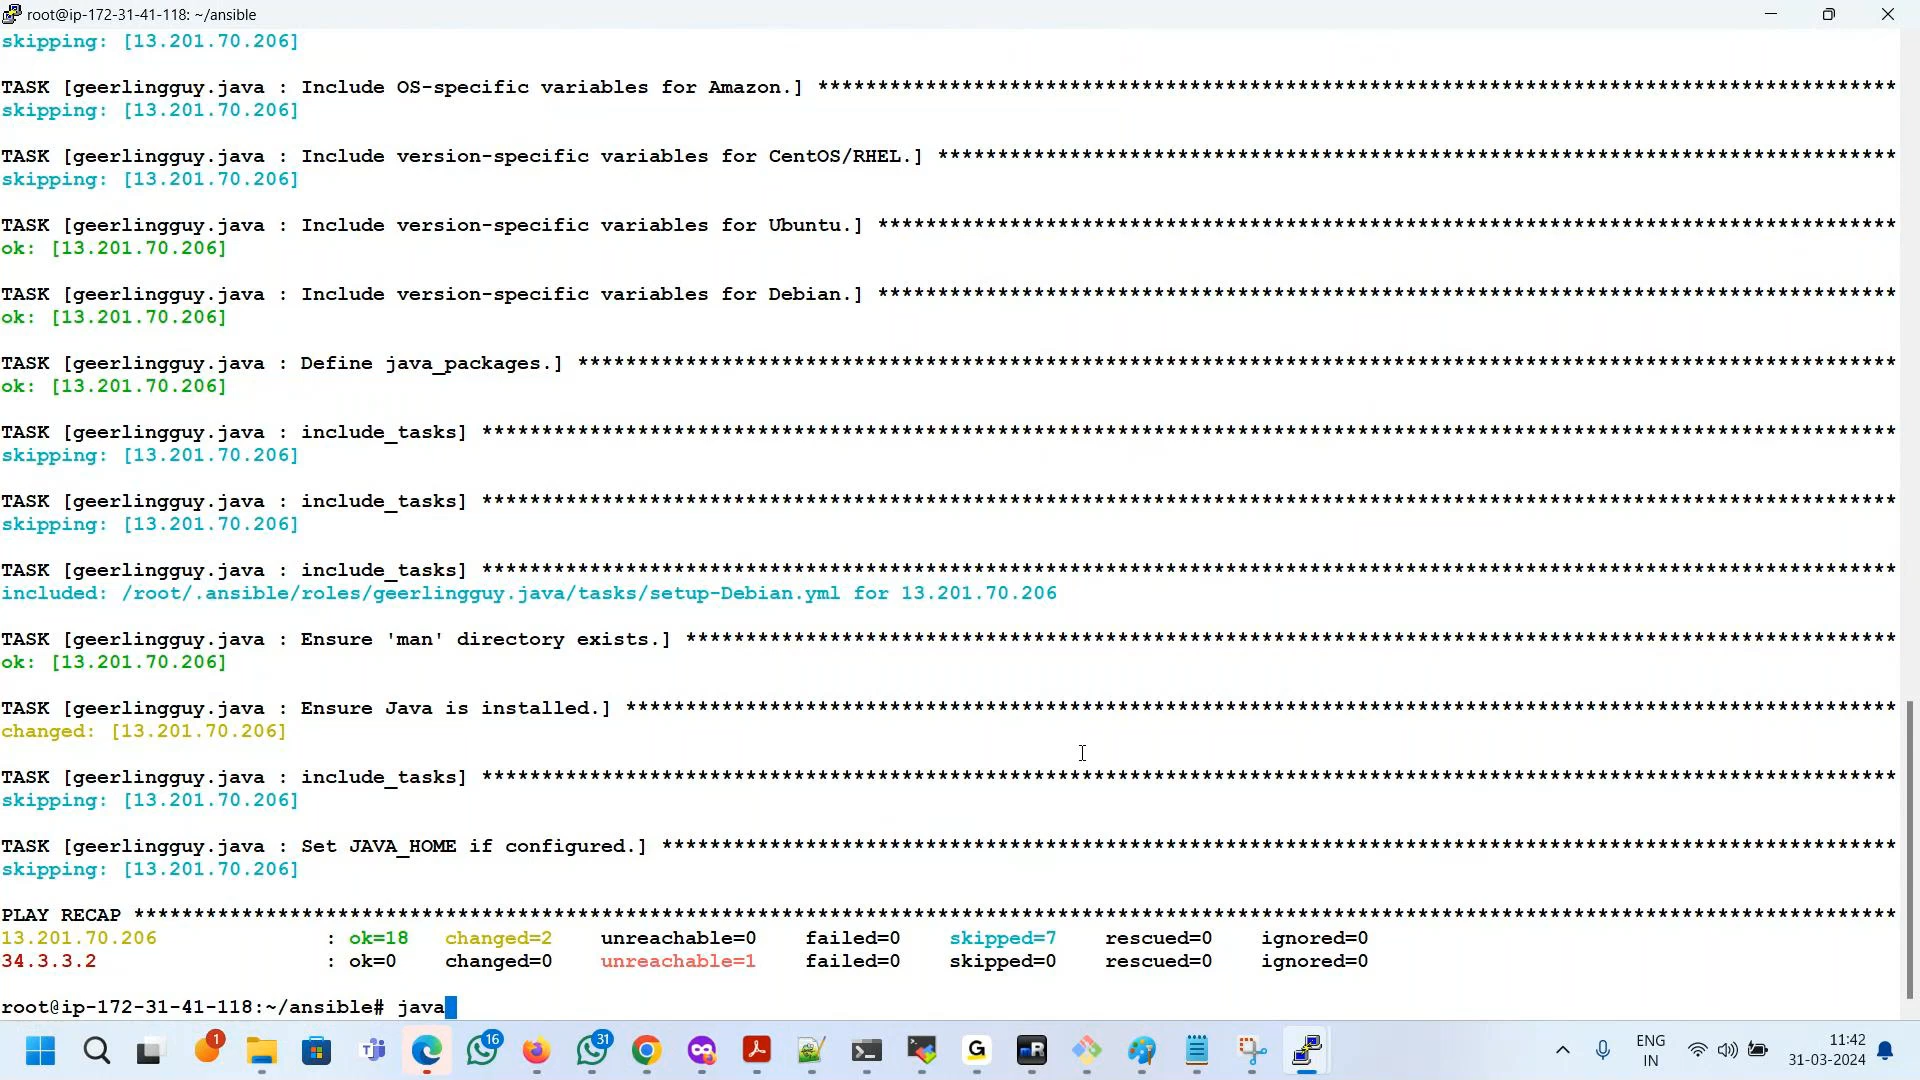 root@ip-172-31-41-118: ~/ansible
skipping: [13.201.70.206]
TASK [geerlingguy.java : Include OS-specific variables for Amazon.] ******************************************************************************************
skipping: [13.201.70.206]
TASK [geerlingguy.java : Include version-specific variables for CentOS/RHEL.] ********************************************************************************
skipping: [13.201.70.206]
TASK [geerlingguy.java : Include version-specific variables for Ubuntu.] *************************************************************************************
ok: [13.201.70.206]
TASK [geerlingguy.java : Include version-specific variables for Debian.] *************************************************************************************
ok: [13.201.70.206]
TASK [geerlingguy.java : Define java_packages.] **************************************************************************************************************
ok: [13.201.70.206]
TASK [geerlingguy.java : include_tasks] **********************************************************************************************************************
skipping: [13.201.70.206]
TASK [geerlingguy.java : include_tasks] **********************************************************************************************************************
skipping: [13.201.70.206]
TASK [geerlingguy.java : include_tasks] **********************************************************************************************************************
included: /root/.ansible/roles/geerlingguy.java/tasks/setup-Debian.yml for 13.201.70.206
TASK [geerlingguy.java : Ensure 'man' directory exists.] *****************************************************************************************************
ok: [13.201.70.206]
TASK [geerlingguy.java : Ensure Java is installed.] **********************************************************************************************************
changed: [13.201.70.206]
TASK [geerlingguy.java : include_tasks] **********************************************************************************************************************
skipping: [13.201.70.206]
TASK [geerlingguy.java : Set JAVA_HOME if configured.] *******************************************************************************************************
skipping: [13.201.70.206]
PLAY RECAP ***************************************************************************************************************************************************
13.201.70.206 : ok=18 changed=2 unreachable=0 failed=0 skipped=7 rescued=0 ignored=0
34.3.3.2 : ok=0 changed=0 unreachable=1 failed=0 skipped=0 rescued=0 ignored=0
root@ip-172-31-41-118:~/ansible# java
1
16
31
G
R
ENG
IN
11:42
31-03-2024